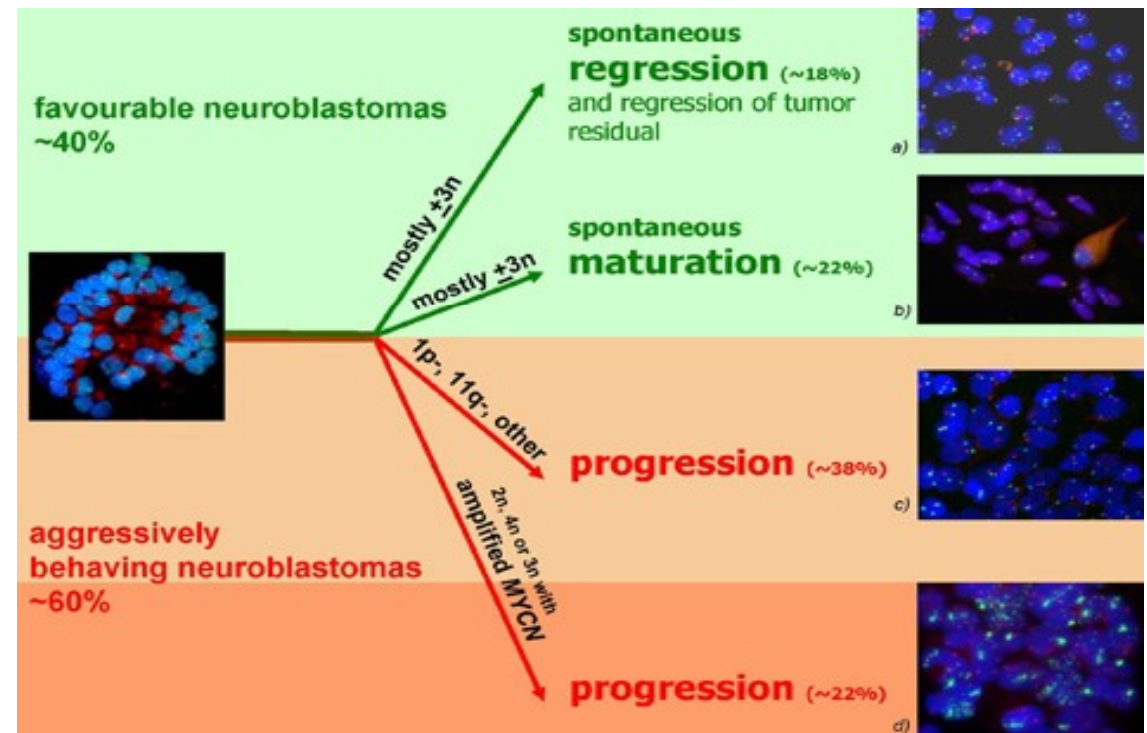 spontaneous
regression (~18%)
and regression of tumor
residual
a)
favourable neuroblastomas
~40%
mostly +3n
spontaneous
maturation (~22%)
b)
mostly +3n
1p-, 11q-, other
progression (~38%)
c)
2n, 4n or 3n with
amplified MYCN
aggressively
behaving neuroblastomas
~60%
progression (~22%)
d)